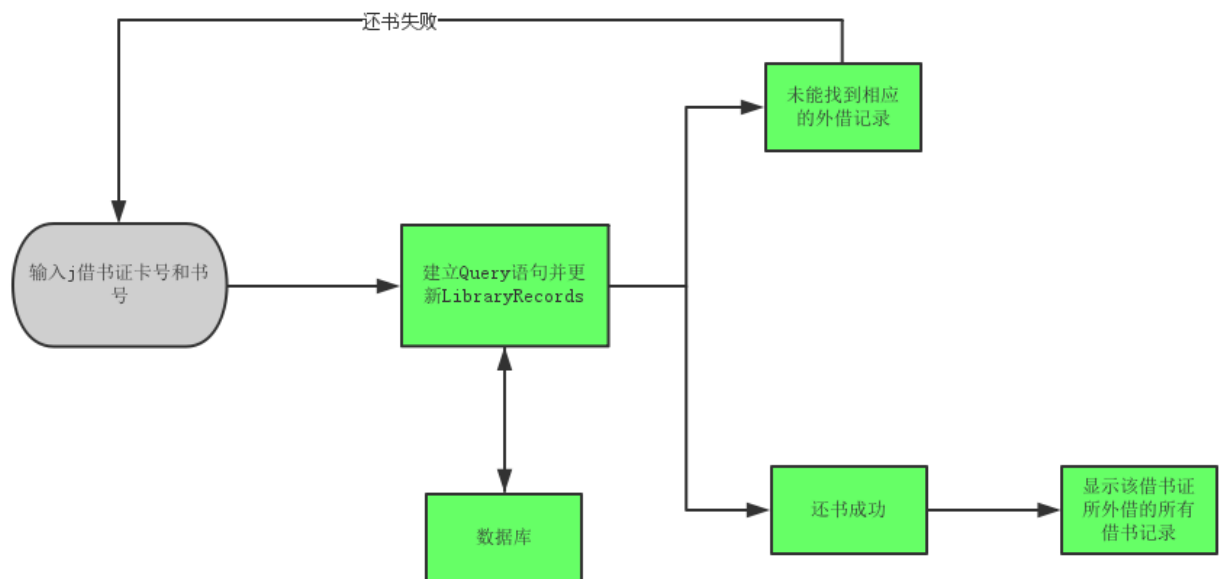 还书失败
未能找到相应
的外借记录
输入j借书证卡号和书
号
建立Query语句并更
新LibraryRecords
数据库
还书成功
显示该借书证
所外借的所有
借书记录